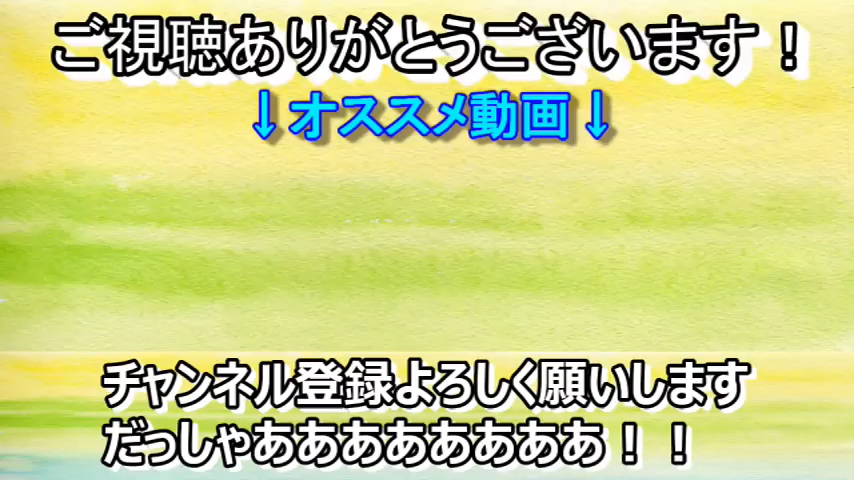 ご視聴ありがとうございます！
↓オススメ動画↓
チャンネル登録よろしく願いします
だっしゃああああああああ！！